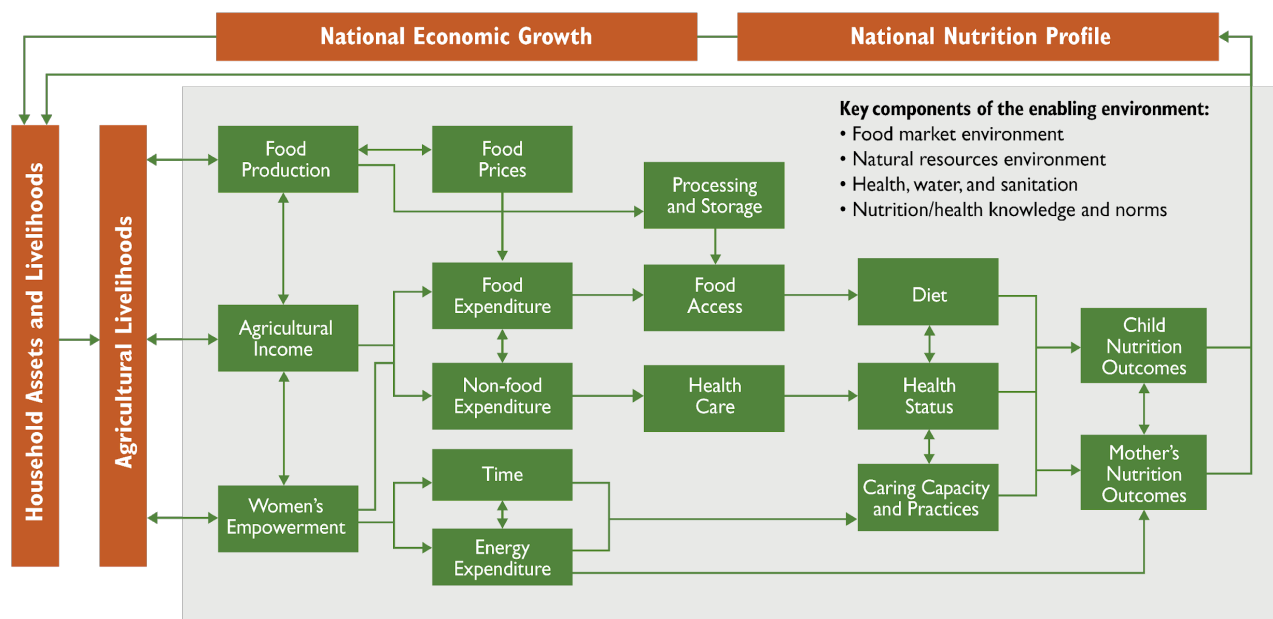 National Economic Growth
National Nutrition Profile
Household Assets and Livelihoods
Agricultural Livelihoods
Key components of the enabling environment:
• Food market environment
• Natural resources environment
• Health, water, and sanitation
• Nutrition/health knowledge and norms
Food
Production
Food
Prices
Processing
and Storage
Agricultural
Income
Food
Expenditure
Food
Access
Diet
Child
Nutrition
Outcomes
Non-food
Expenditure
Health
Care
Health
Status
Women's
Empowerment
Time
Energy
Expenditure
Caring Capacity
and Practices
Mother's
Nutrition
Outcomes